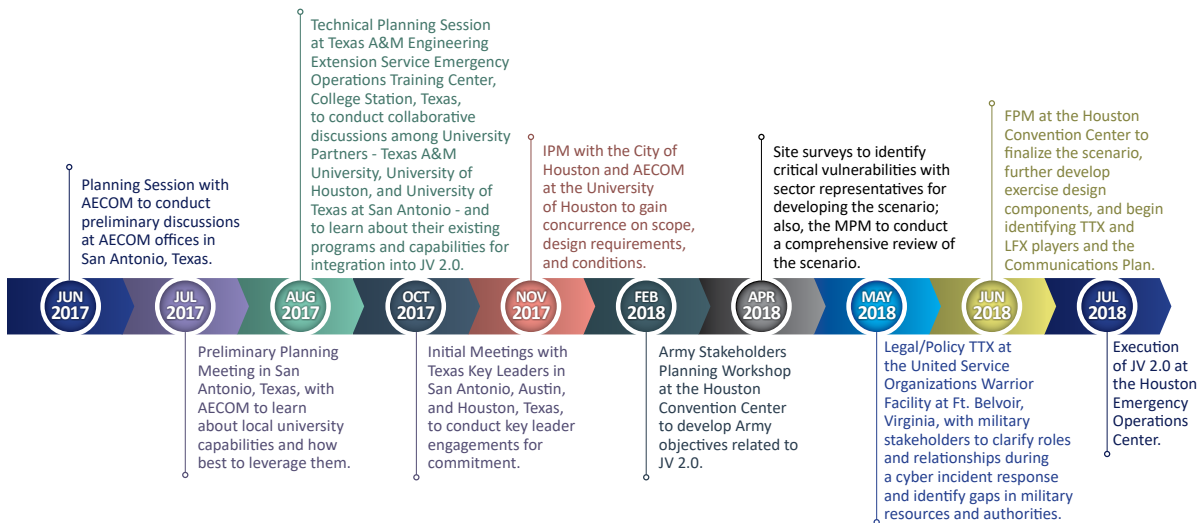 Planning Session with
AECOM to conduct
preliminary discussions
at AECOM offices in
San Antonio, Texas.
JUN
2017
Preliminary Planning
Meeting in San
Antonio, Texas, with
AECOM to learn
about local university
capabilities and how
best to leverage them.
JUL
2017
Technical Planning Session
at Texas A&M Engineering
Extension Service Emergency
Operations Training Center,
College Station, Texas,
to conduct collaborative
discussions among University
Partners - Texas A&M
University, University of
Houston, and University of
Texas at San Antonio - and
to learn about their existing
programs and capabilities for
integration into JV 2.0.
AUG
2017
Initial Meetings with
Texas Key Leaders in
San Antonio, Austin,
and Houston, Texas,
to conduct key leader
engagements for
commitment.
OCT
2017
IPM with the City of
Houston and AECOM
at the University
of Houston to gain
concurrence on scope,
design requirements,
and conditions.
NOV
2017
Army Stakeholders
Planning Workshop
at the Houston
Convention Center
to develop Army
objectives related to
JV 2.0.
FEB
2018
Site surveys to identify
critical vulnerabilities with
sector representatives for
developing the scenario;
also, the MPM to conduct
a comprehensive review of
the scenario.
APR
2018
Legal/Policy TTX at
the United Service
Organizations Warrior
Facility at Ft. Belvoir,
Virginia, with military
stakeholders to clarify roles
and relationships during
a cyber incident response
and identify gaps in military
resources and authorities.
MAY
2018
FPM at the Houston
Convention Center to
finalize the scenario,
further develop
exercise design
components, and begin
identifying TTX and
LFX players and the
Communications Plan.
JUN
2018
Execution
of JV 2.0 at
the Houston
Emergency
Operations
Center.
JUL
2018